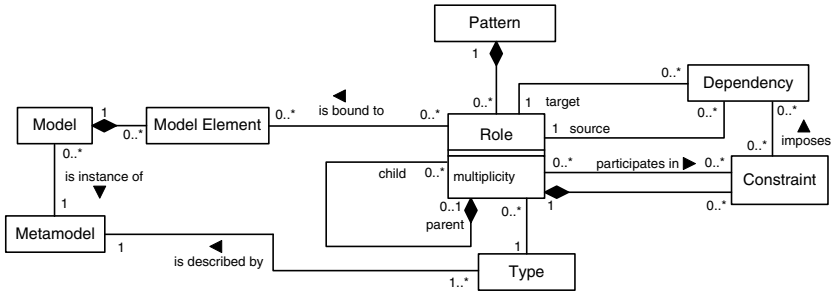 Pattern
1
0..*
Dependency
0..*
1
target
0..*
0..*
is bound to
0..*
0..*
Model
1
0..*
Model Element
Role
1
source
imposes
0..*
is instance of
1
child
0..*
multiplicity
0..*
participates in
0..*
0..*
Constraint
0..1
parent
0..*
1
0..*
Metamodel
1
is described by
1
1..*
Type